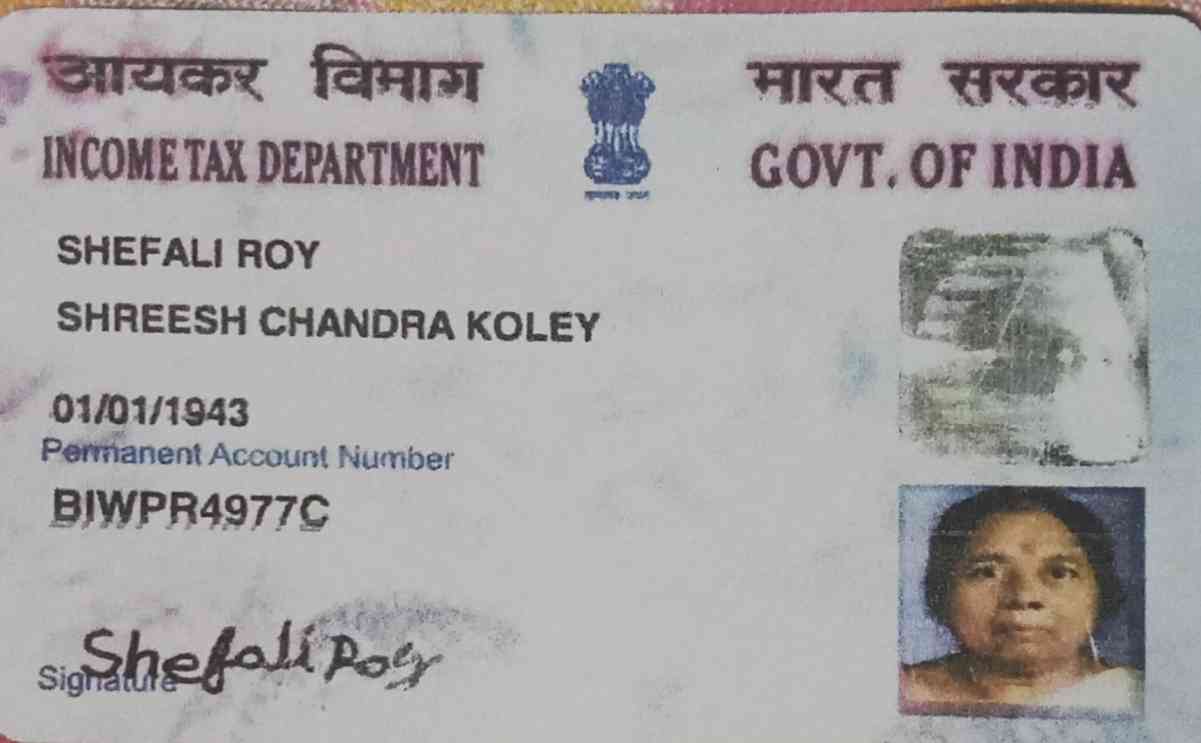 आयकर विभाग
भारत सरकार
INCOME TAX DEPARTMENT
GOVT. OF INDIA
सत्यमेव जयते
SHEFALI ROY
SHREESH CHANDRA KOLEY
01/01/1943
Permanent Account Number
BIWPR4977C
Shefali Roy
Signature